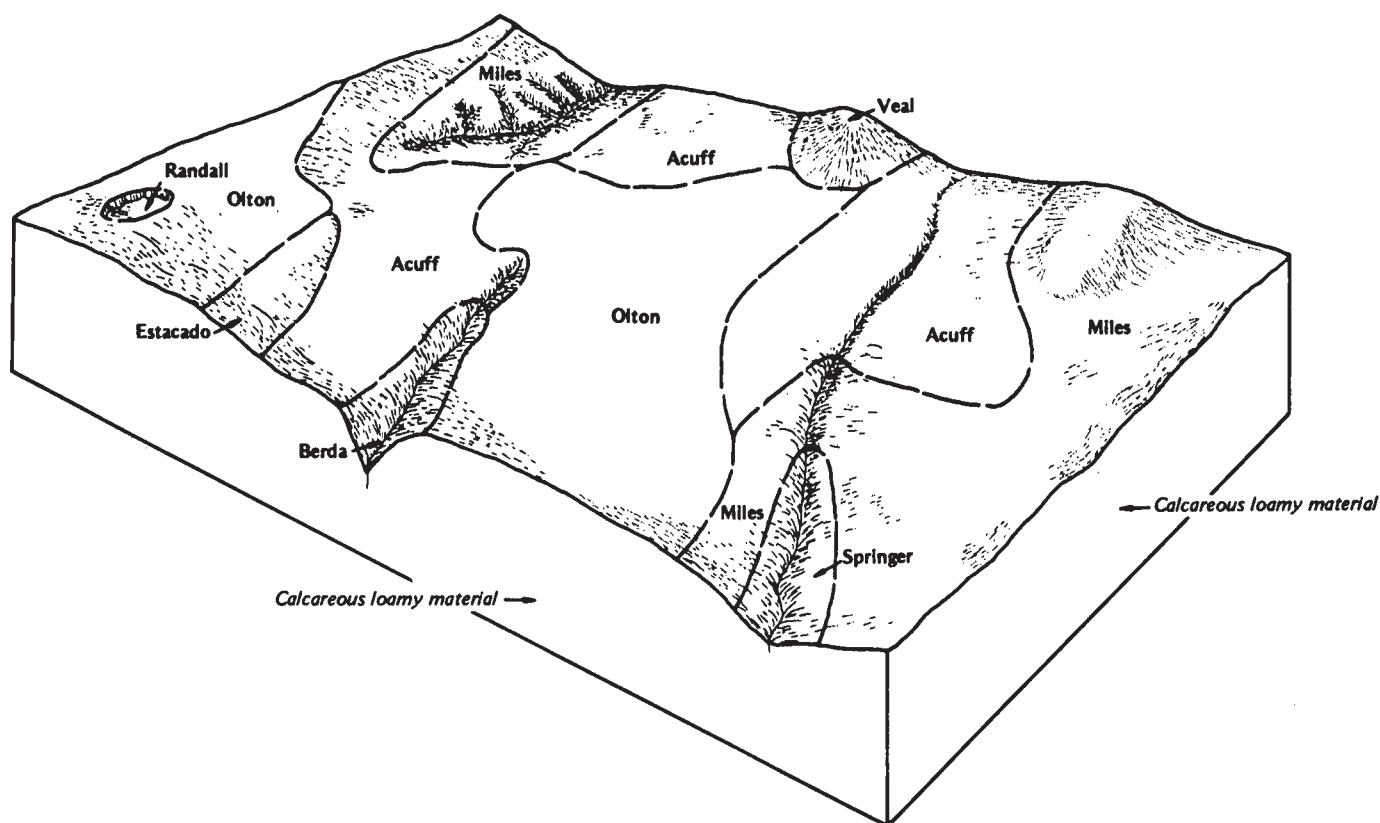 Miles
Veal
Acuff
Randall
Olton
Acuff
Olton
Estacado
Acuff
Miles
Berda
Calcareous loamy material
Miles
Springer
Calcareous loamy material